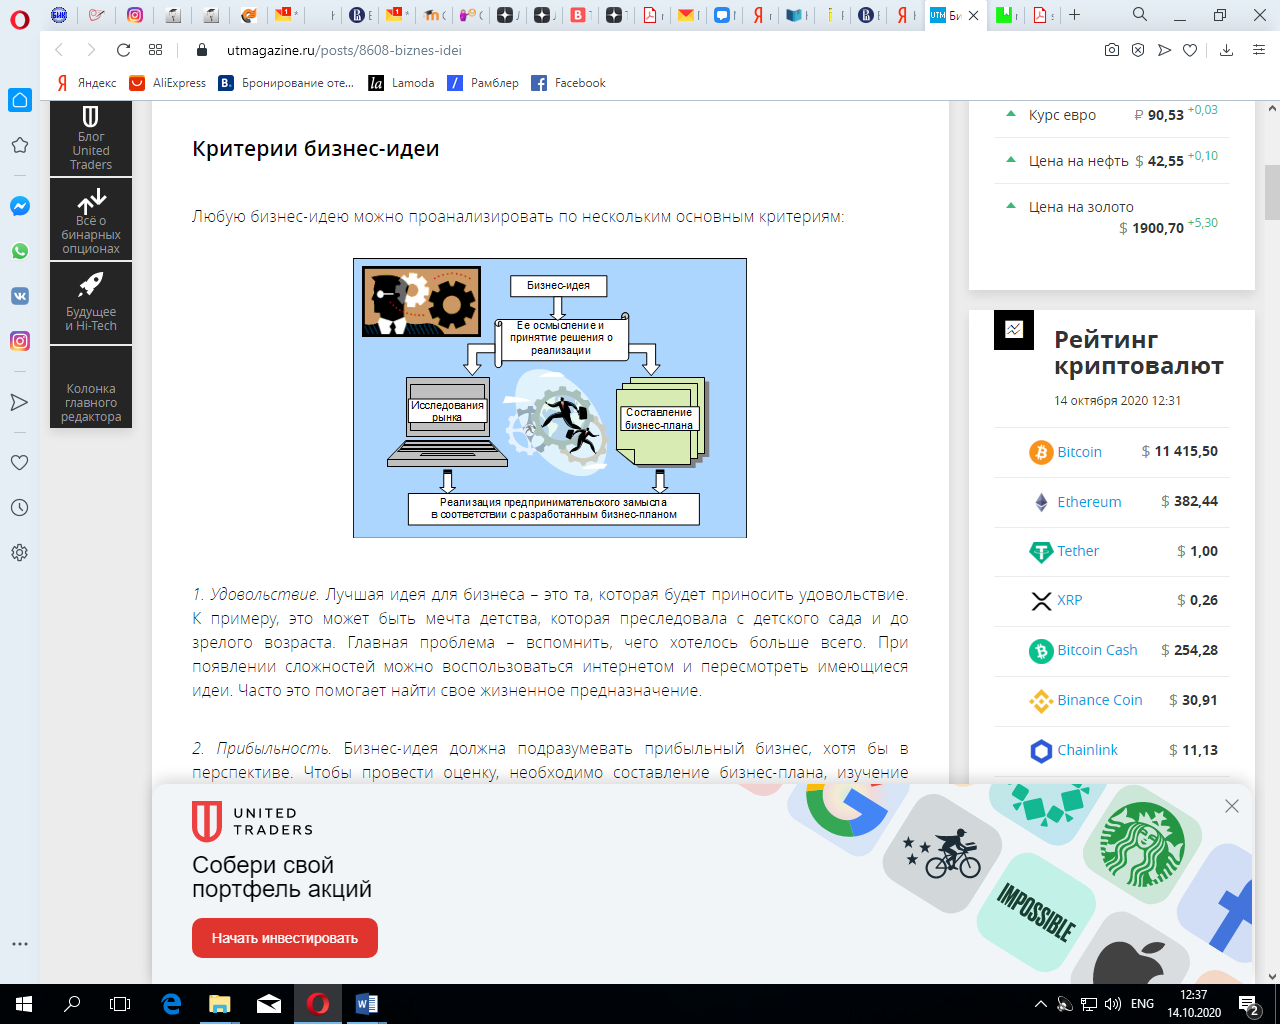 utmagazine.ru/posts/8608-biznes-idei
Яндекс
AliExpress
Бронирование оте...
Lamoda
Рамблер
Facebook
Блог
United
Traders
Всё о
бинарных
опционах
Будущее
и Hi-Tech
Колонка
главного
редактора
Критерии бизнес-идеи
Любую бизнес-идею можно проанализировать по нескольким основным критериям:
Бизнес-идея
Ее осмысление и
принятие решения о
реализации
Исследования
рынка
Составление
бизнес-плана
Реализация предпринимательского замысла
в соответствии с разработанным бизнес-планом
1. Удовольствие. Лучшая идея для бизнеса – это та, которая будет приносить удовольствие.
К примеру, это может быть мечта детства, которая преследовала с детского сада и до
зрелого возраста. Главная проблема – вспомнить, чего хотелось больше всего. При
появлении сложностей можно воспользоваться интернетом и пересмотреть имеющиеся
идеи. Часто это помогает найти свое жизненное предназначение.
2. Прибыльность. Бизнес-идея должна подразумевать прибыльный бизнес, хотя бы в
перспективе. Чтобы провести оценку, необходимо составление бизнес-плана, изучение
Курс евро ₽ 90,53 +0,03
Цена на нефть $ 42,55 +0,10
Цена на золото
$ 1900,70 +5,30
Рейтинг
криптовалют
14 октября 2020 12:31
Bitcoin $ 11 415,50
Ethereum $ 382,44
Tether $ 1,00
XRP $ 0,26
Bitcoin Cash $ 254,28
Binance Coin $ 30,91
Chainlink $ 11,13
UNITED
TRADERS
Собери свой
портфель акций
Начать инвестировать
IMPOSSIBLE
ENG
12:37
14.10.2020
2